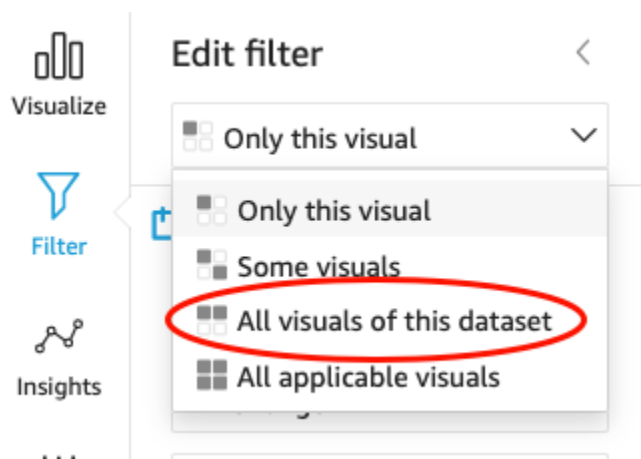 Visualize
Filter
Insights
Edit filter
Only this visual
Only this visual
Some visuals
All visuals of this dataset
All applicable visuals